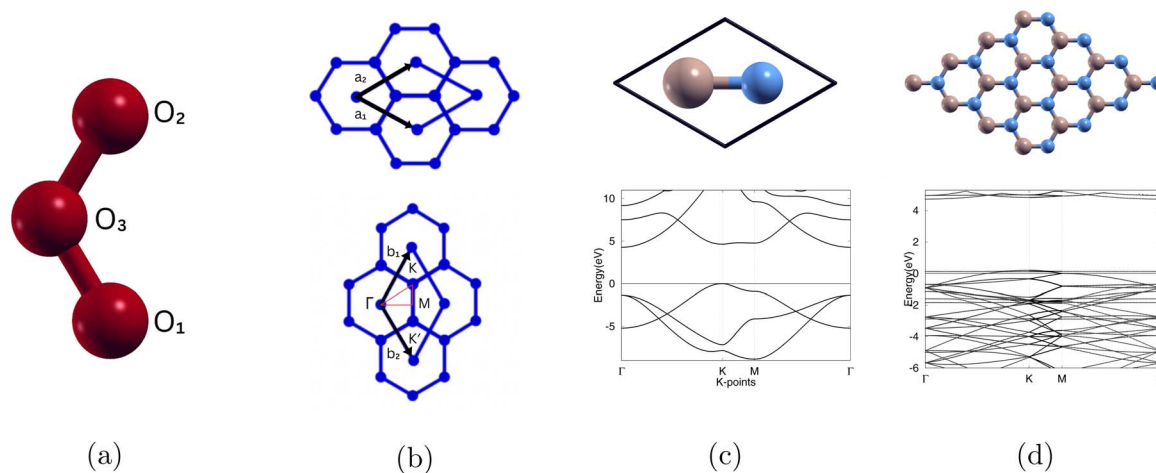 O₂
O₃
O₁
(a)
a₂
a₁
b₁
K
Γ
M
K′
b₂
(b)
10
5
0
-5
Energy(eV)
Γ
K
M
Γ
K-points
(c)
4
2
0
-2
-4
-6
Energy(eV)
Γ
K
M
Γ
(d)